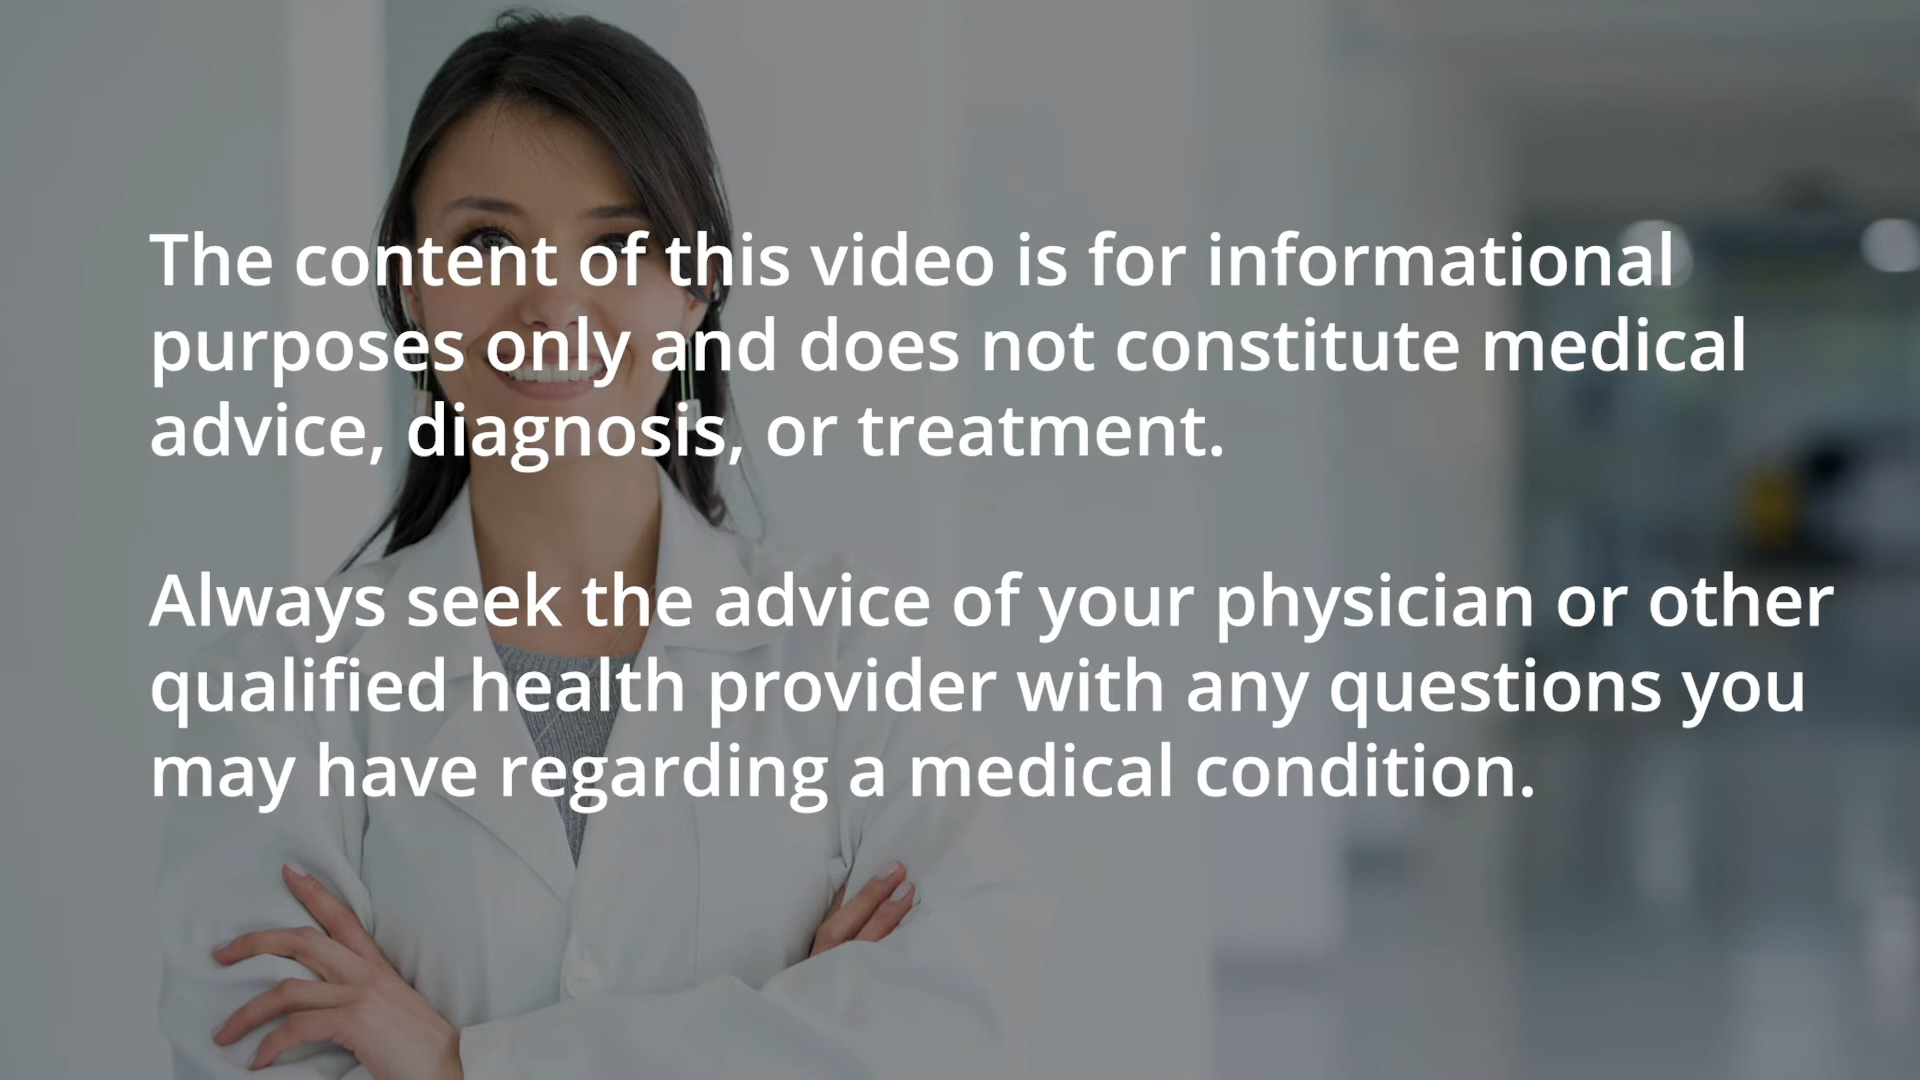 The content of this video is for informational
purposes only and does not constitute medical
advice, diagnosis, or treatment.
Always seek the advice of your physician or other
qualified health provider with any questions you
may have regarding a medical condition.